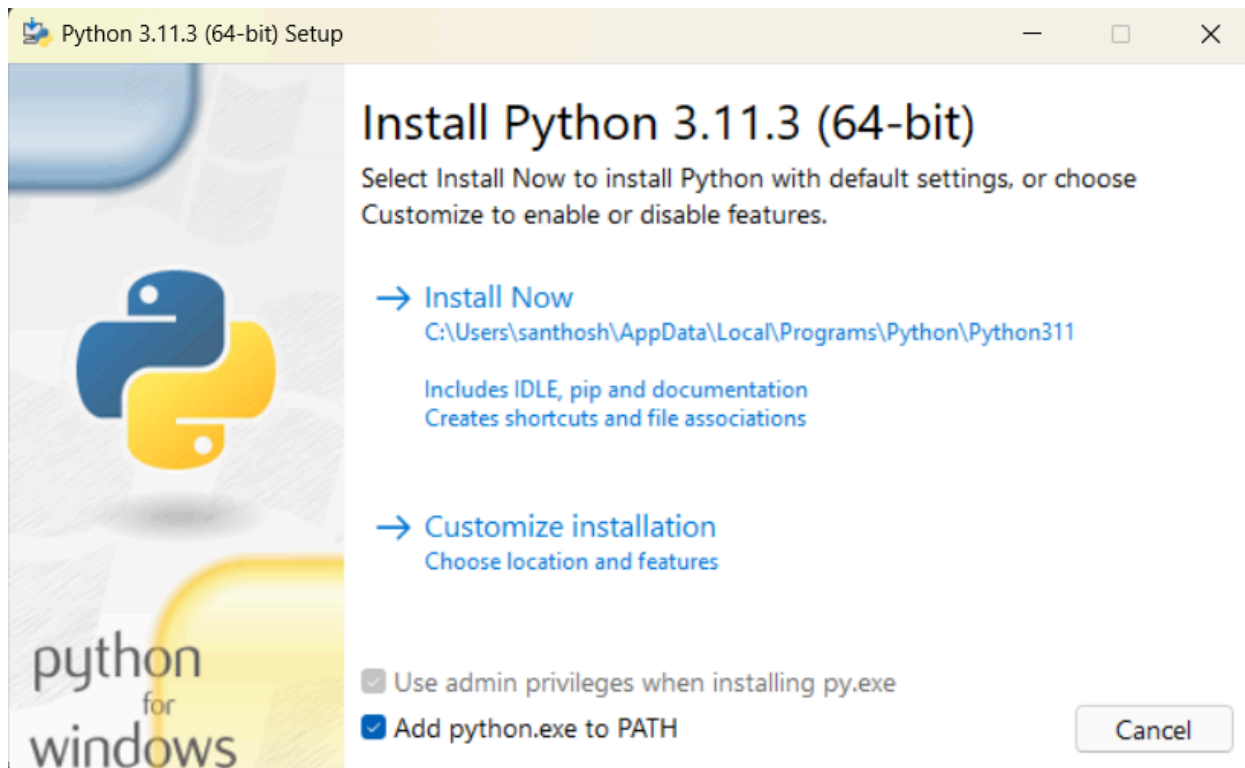 Python 3.11.3 (64-bit) Setup
Install Python 3.11.3 (64-bit)
Select Install Now to install Python with default settings, or choose
Customize to enable or disable features.
Install Now
C:\Users\santhosh\AppData\Local\Programs\Python\Python311
Includes IDLE, pip and documentation
Creates shortcuts and file associations
Customize installation
Choose location and features
python
for
windows
Use admin privileges when installing py.exe
Add python.exe to PATH
Cancel